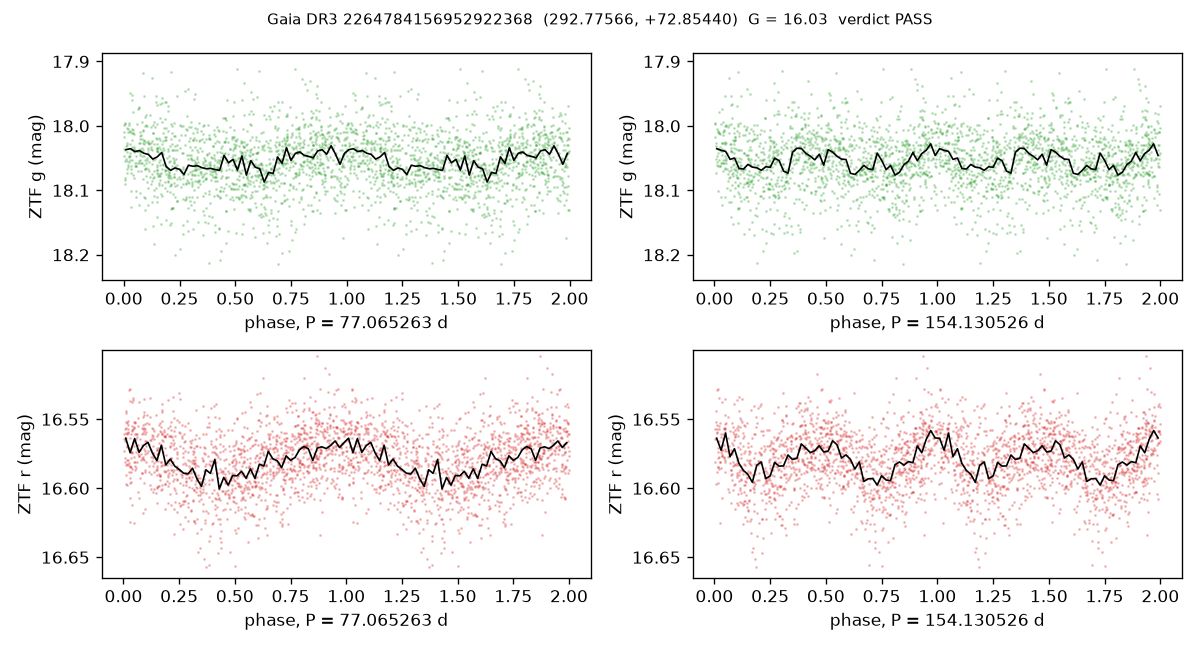 Gaia DR3 2264784156952922368 (292.77566, +72.85440) G = 16.03 verdict PASS
ZTF g (mag)
17.9
18.0
18.1
18.2
0.00 0.25 0.50 0.75 1.00 1.25 1.50 1.75 2.00
phase, P = 77.065263 d
ZTF g (mag)
17.9
18.0
18.1
18.2
0.00 0.25 0.50 0.75 1.00 1.25 1.50 1.75 2.00
phase, P = 154.130526 d
ZTF r (mag)
16.55
16.60
16.65
0.00 0.25 0.50 0.75 1.00 1.25 1.50 1.75 2.00
phase, P = 77.065263 d
ZTF r (mag)
16.55
16.60
16.65
0.00 0.25 0.50 0.75 1.00 1.25 1.50 1.75 2.00
phase, P = 154.130526 d